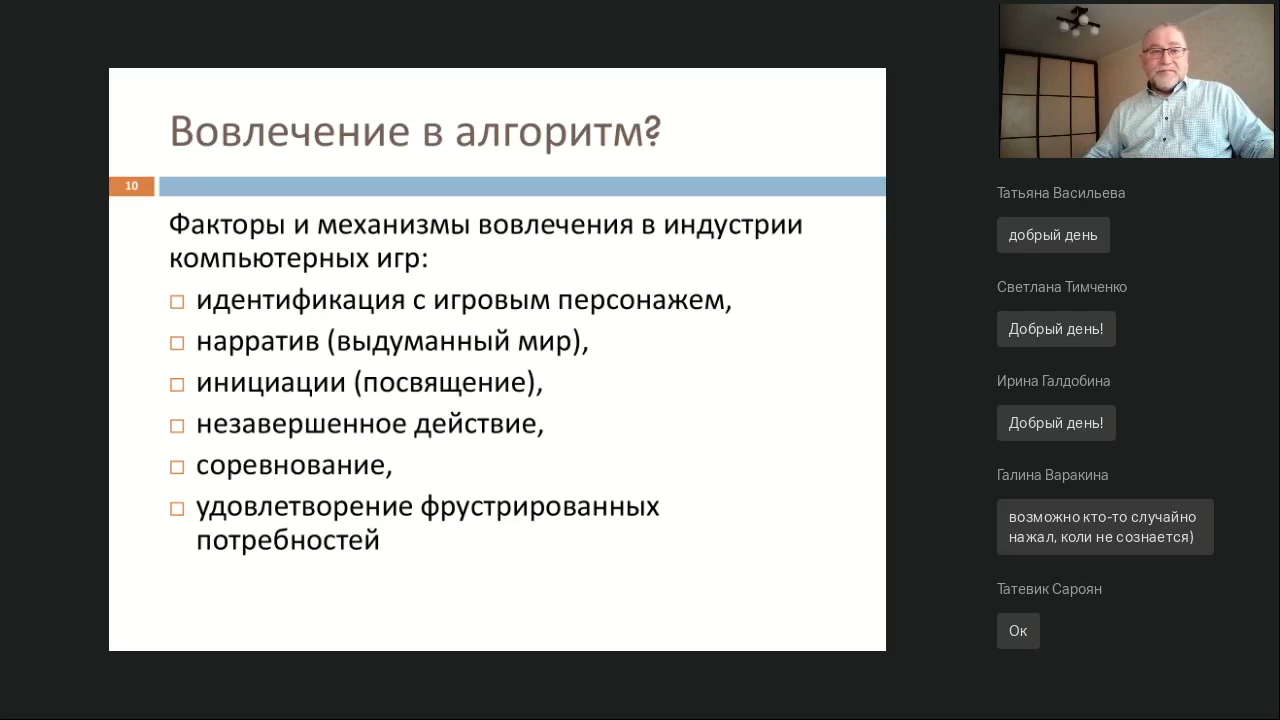 Вовлечение в алгоритм?
10
Факторы и механизмы вовлечения в индустрии
компьютерных игр:
идентификация с игровым персонажем,
нарратив (выдуманный мир),
инициации (посвящение),
незавершенное действие,
соревнование,
удовлетворение фрустрированных
потребностей
Татьяна Васильева
добрый день
Светлана Тимченко
Добрый день!
Ирина Галдобина
Добрый день!
Галина Варакина
возможно кто-то случайно
нажал, коли не сознается)
Татевик Сароян
Ок